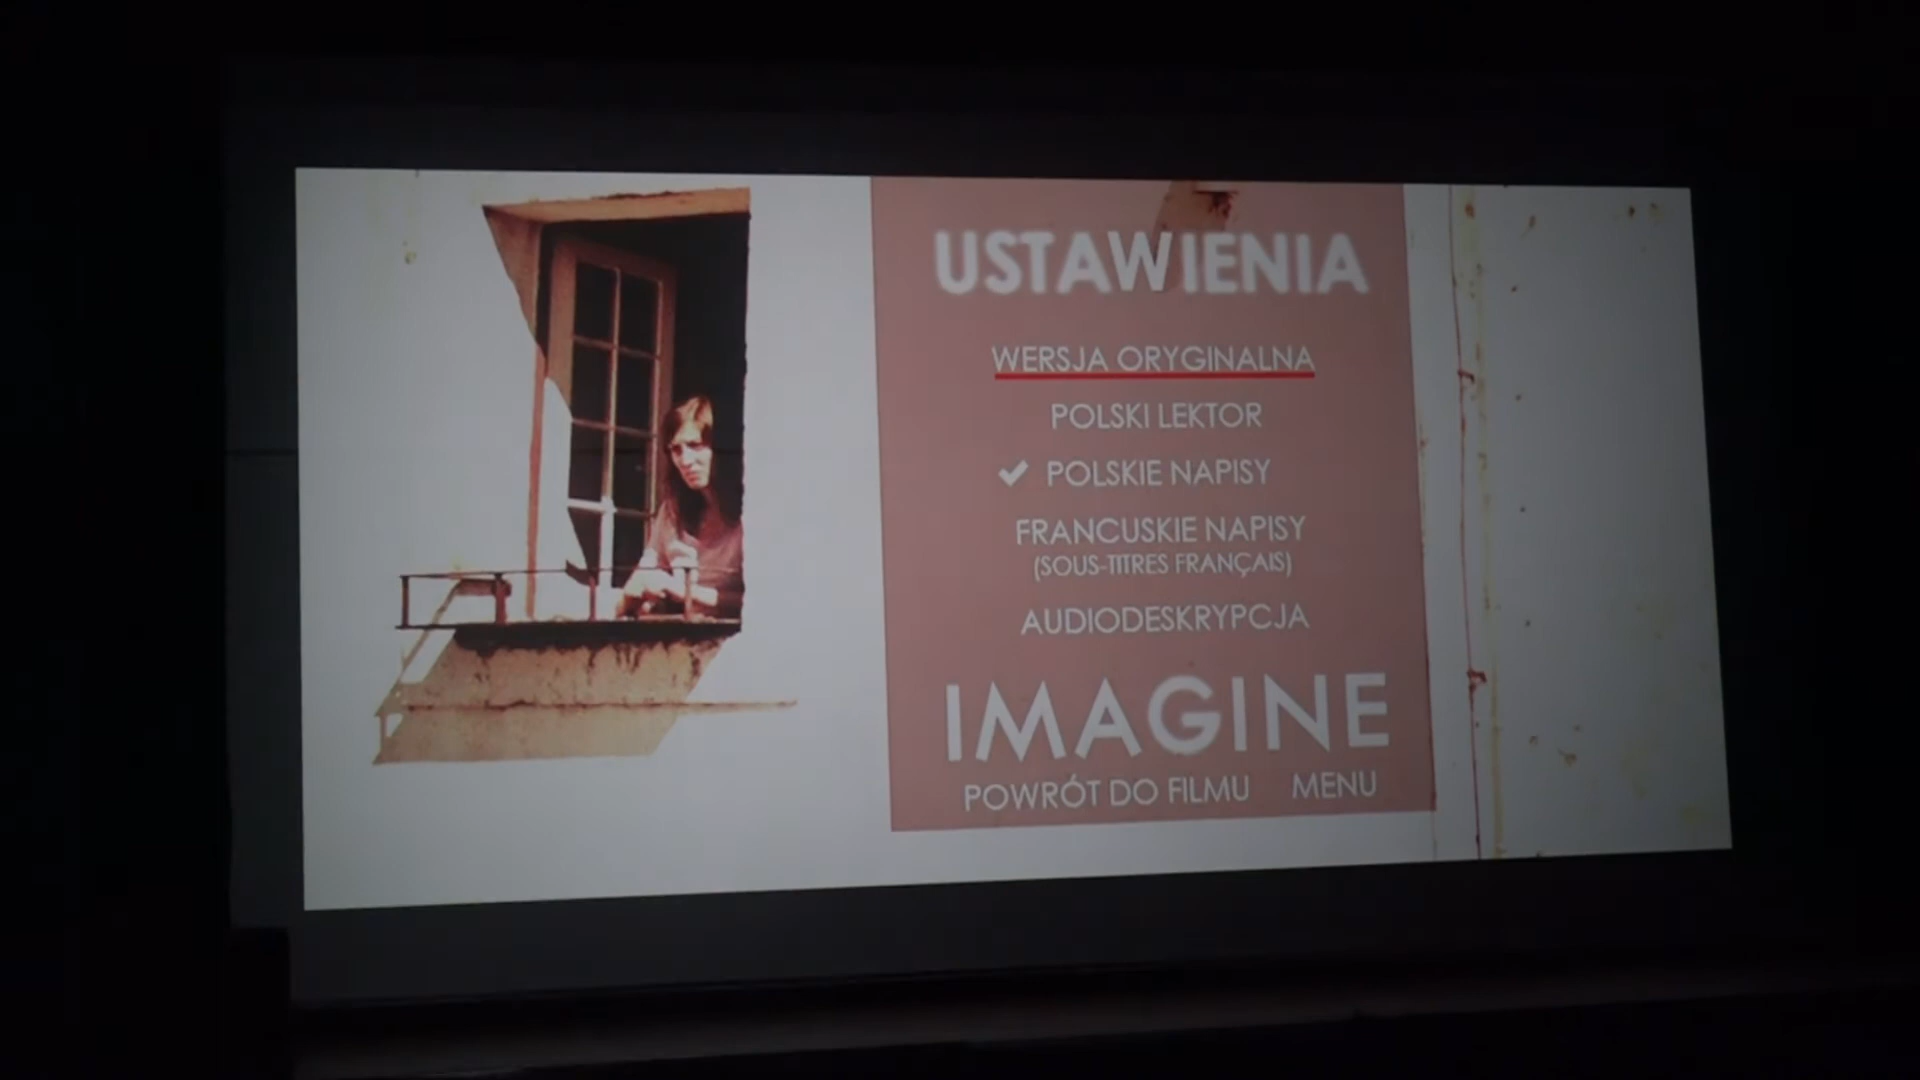 USTAWIENIA
WERSJA ORYGINALNA
POLSKI LEKTOR
POLSKIE NAPISY
FRANCUSKIE NAPISY
(SOUS-TITRES FRANÇAIS)
AUDIODESKRYPCJA
IMAGINE
POWRÓT DO FILMU MENU